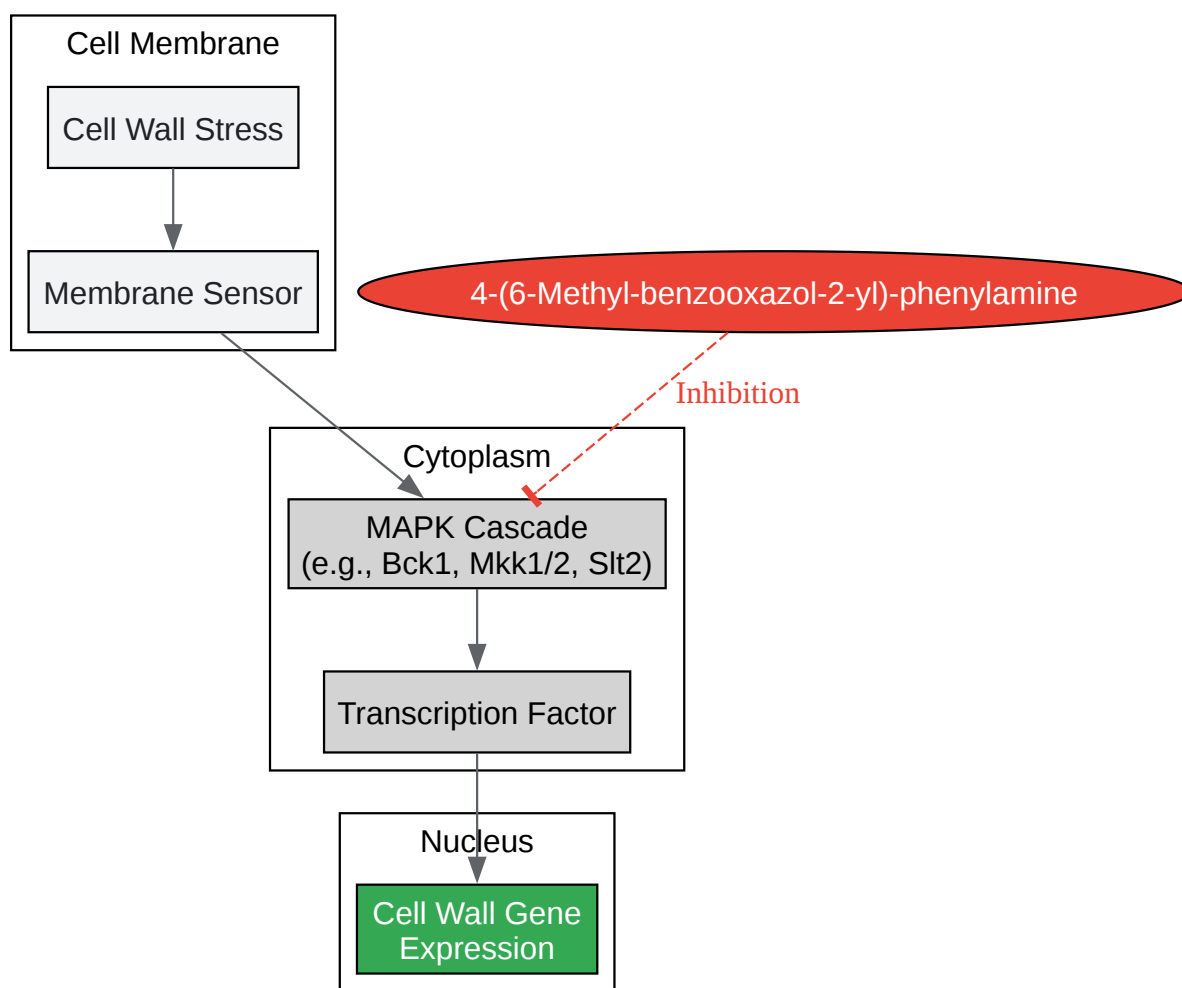 Cell Membrane
Cell Wall Stress
Membrane Sensor
4-(6-Methyl-benzooxazol-2-yl)-phenylamine
Inhibition
Cytoplasm
MAPK Cascade
(e.g., Bck1, Mkk1/2, Slt2)
Transcription Factor
Nucleus
Cell Wall Gene
Expression